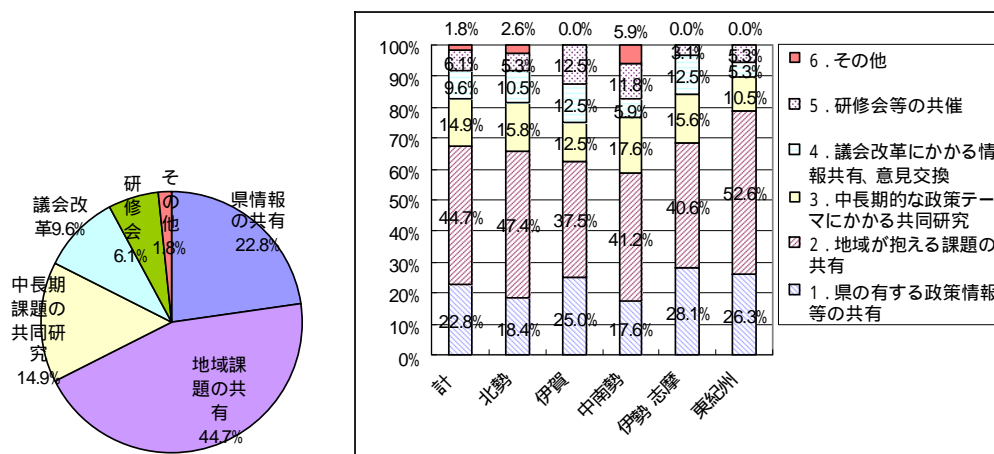 県情報
の共有
22.8%
地域課
題の共
有
44.7%
中長期
課題の
共同研
究
14.9%
議会改
革9.6%
研修会
6.1%
その他
1.8%
1.8% 2.6% 0.0% 5.9% 0.0% 0.0%
100%
90%
80%
70%
60%
50%
40%
30%
20%
10%
0%
6.1% 5.3% 12.5% 11.8% 3.1% 5.3%
9.6% 10.5% 12.5% 5.9% 12.5% 5.3%
14.9% 15.8% 12.5% 17.6% 15.6% 10.5%
44.7% 47.4% 37.5% 41.2% 40.6% 52.6%
22.8% 18.4% 25.0% 17.6% 28.1% 26.3%
計 北勢 伊賀 中南勢 伊勢 志摩 東紀州
6．その他
5．研修会等の共催
4．議会改革にかかる情
報共有、意見交換
3．中長期的な政策テー
マにかかる共同研究
2．地域が抱える課題の
共有
1．県の有する政策情報
等の共有